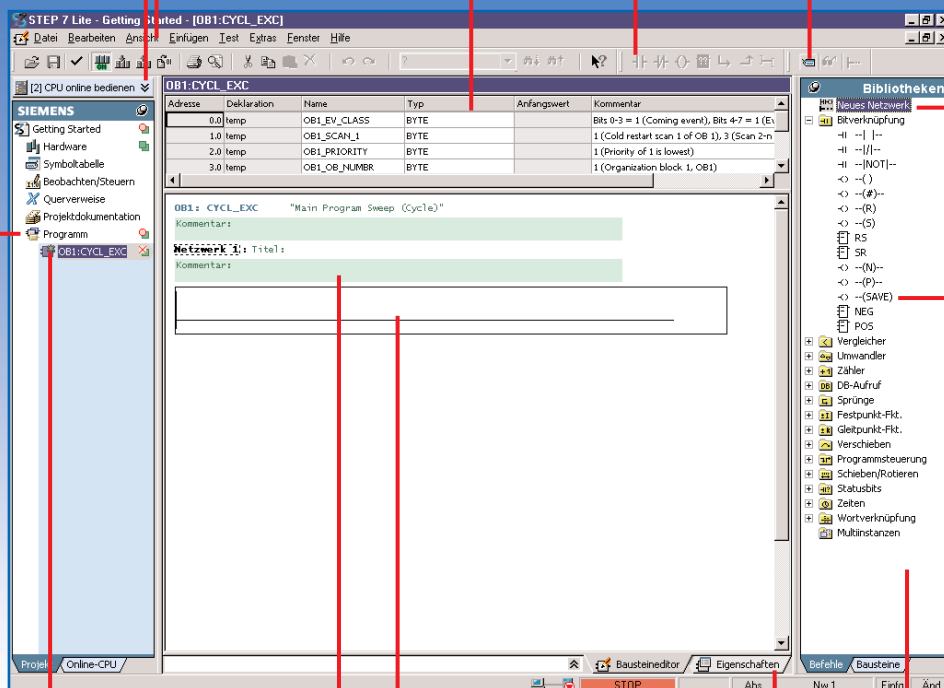 STEP 7 Lite - Getting Started - [OB1:CYCL_EXC]
Datei Bearbeiten Ansicht Einfügen Test Extras Fenster Hilfe
?
[2] CPU online bedienen
SIEMENS
Getting Started
Hardware
Symboltabelle
Beobachten/Steuern
Querverweise
Projektdokumentation
Programm
OB1:CYCL_EXC
Projekt
Online-CPU
OB1:CYCL_EXC
Adresse Deklaration Name Typ Anfangswert Kommentar
0.0 temp OB1_EV_CLASS BYTE Bits 0-3 = 1 (Coming event), Bits 4-7 = 1 (Ev
1.0 temp OB1_SCAN_1 BYTE 1 (Cold restart scan 1 of OB 1), 3 (Scan 2-n
2.0 temp OB1_PRIORITY BYTE 1 (Priority of 1 is lowest)
3.0 temp OB1_OB_NUMBR BYTE 1 (Organization block 1, OB1)
OB1: CYCL_EXC "Main Program Sweep (Cycle)"
Kommentar:
Netzwerk 1: Titel:
Kommentar:
Bausteineditor
Eigenschaften
Bibliotheken
Neues Netzwerk
Bitverknüpfung
--| |--
--|/|--
--|NOT|--
--( )
--(#)--
--(R)
--(S)
RS
SR
--(N)--
--(P)--
--(SAVE)
NEG
POS
Vergleicher
Umwandler
Zähler
DB-Aufruf
Sprünge
Festpunkt-Fkt.
Gleitpunkt-Fkt.
Verschieben
Programmsteuerung
Schieben/Rotieren
Statusbits
Zeiten
Wortverknüpfung
Multiinstanzen
Befehle
Bausteine
STOP Abs Nw 1 Einfg Änd